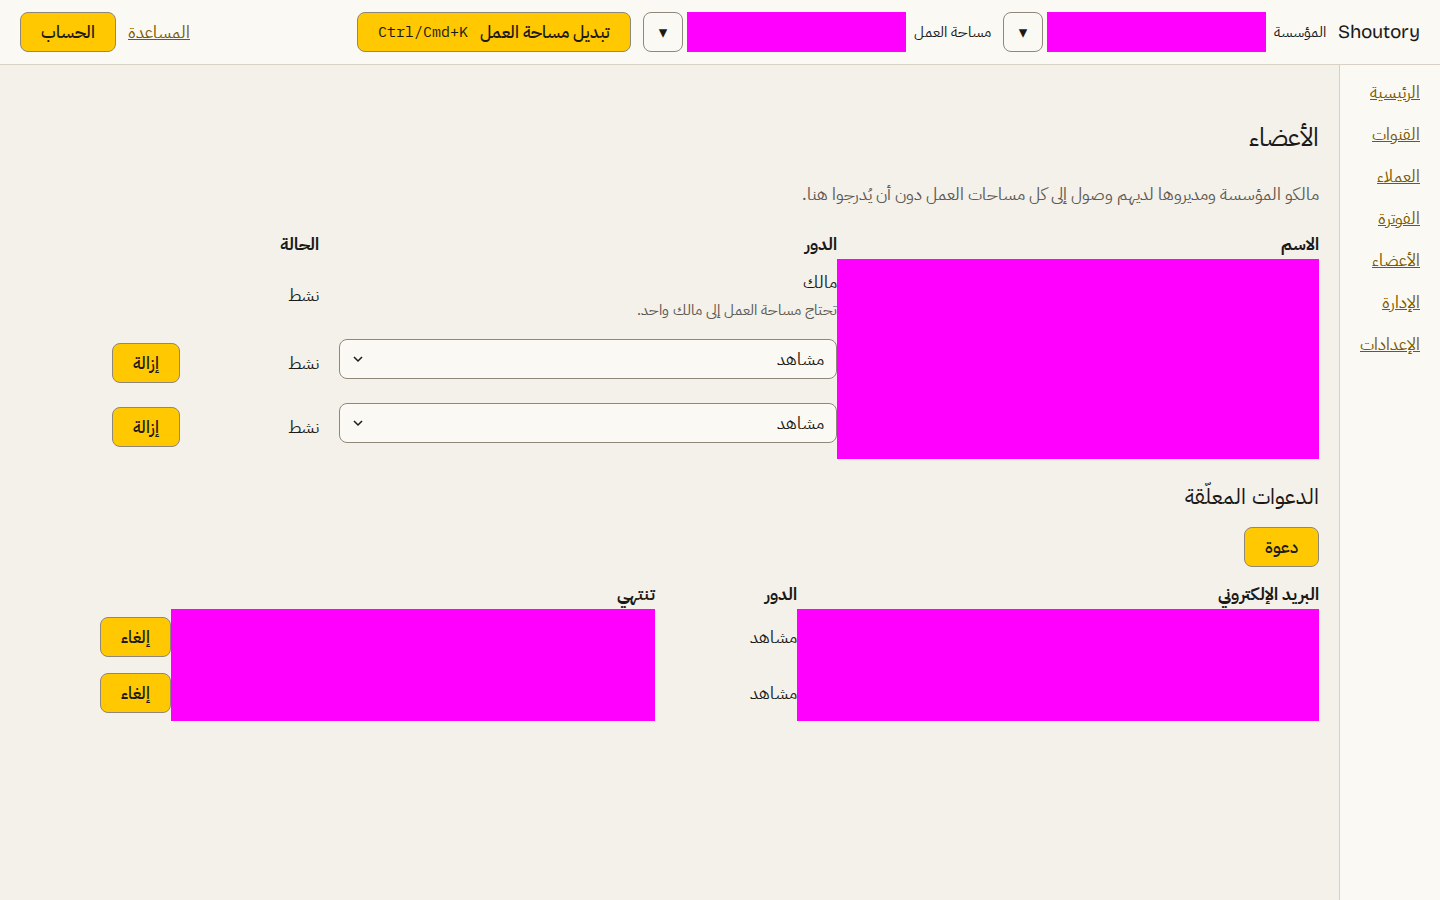 Shoutory المؤسسة ▼ مساحة العمل ▼ تبديل مساحة العمل Ctrl/Cmd+K المساعدة الحساب
الرئيسية
القنوات
العملاء
الفوترة
الأعضاء
الإدارة
الإعدادات
الأعضاء
مالكو المؤسسة ومديروها لديهم وصول إلى كل مساحات العمل دون أن يُدرجوا هنا.
الاسم الدور الحالة
مالك نشط
تحتاج مساحة العمل إلى مالك واحد.
مشاهد نشط إزالة
مشاهد نشط إزالة
الدعوات المعلّقة
دعوة
البريد الإلكتروني الدور تنتهي
مشاهد إلغاء
مشاهد إلغاء